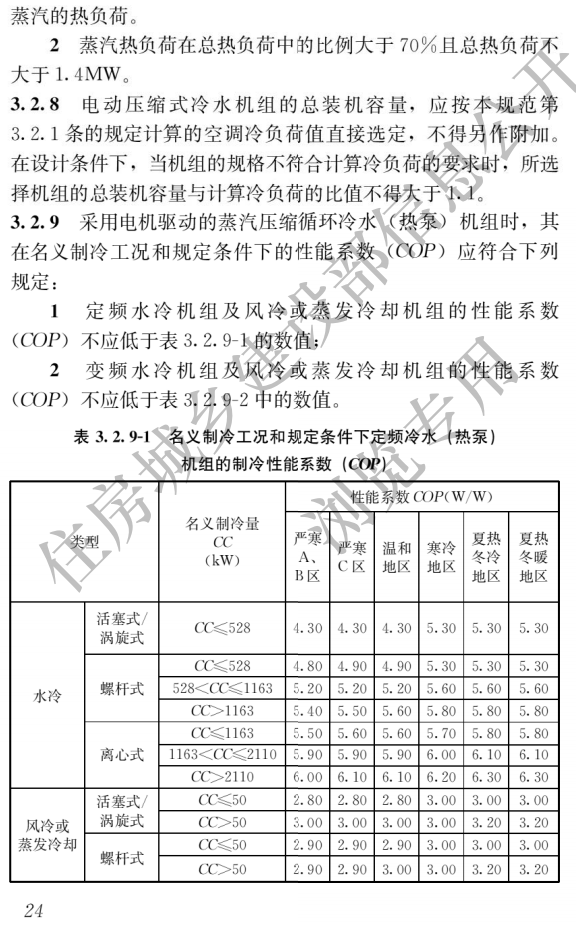 蒸汽的热负荷。
2 蒸汽热负荷在总热负荷中的比例大于70%且总热负荷不
大于1.4MW。
3.2.8 电动压缩式冷水机组的总装机容量，应按本规范第
3.2.1条的规定计算的空调冷负荷值直接选定，不得另作附加。
在设计条件下，当机组的规格不符合计算冷负荷的要求时，所选
择机组的总装机容量与计算冷负荷的比值不得大于1.1。
3.2.9 采用电机驱动的蒸汽压缩循环冷水（热泵）机组时，其
在名义制冷工况和规定条件下的性能系数（COP）应符合下列
规定：
1 定频水冷机组及风冷或蒸发冷却机组的性能系数
（COP）不应低于表3.2.9-1的数值；
2 变频水冷机组及风冷或蒸发冷却机组的性能系数
（COP）不应低于表3.2.9-2中的数值。
表 3.2.9-1 名义制冷工况和规定条件下定频冷水（热泵）
机组的制冷性能系数（COP）
类型 名义制冷量 CC (kW) 性能系数COP(W/W)
严寒A、B区 严寒C区 温和地区 寒冷地区 夏热冬冷地区 夏热冬暖地区
水冷 活塞式/涡旋式 CC≤528 4.30 4.30 4.30 5.30 5.30 5.30
螺杆式 CC≤528 4.80 4.90 4.90 5.30 5.30 5.30
528<CC≤1163 5.20 5.20 5.20 5.60 5.60 5.60
CC>1163 5.40 5.50 5.60 5.80 5.80 5.80
离心式 CC≤1163 5.50 5.60 5.60 5.70 5.80 5.80
1163<CC≤2110 5.90 5.90 5.90 6.00 6.10 6.10
CC>2110 6.00 6.10 6.10 6.20 6.30 6.30
风冷或蒸发冷却 活塞式/涡旋式 CC≤50 2.80 2.80 2.80 3.00 3.00 3.00
CC>50 3.00 3.00 3.00 3.00 3.20 3.20
螺杆式 CC≤50 2.90 2.90 2.90 3.00 3.00 3.00
CC>50 2.90 2.90 3.00 3.00 3.20 3.20
24
住房城乡建设部信息公开
浏览专用